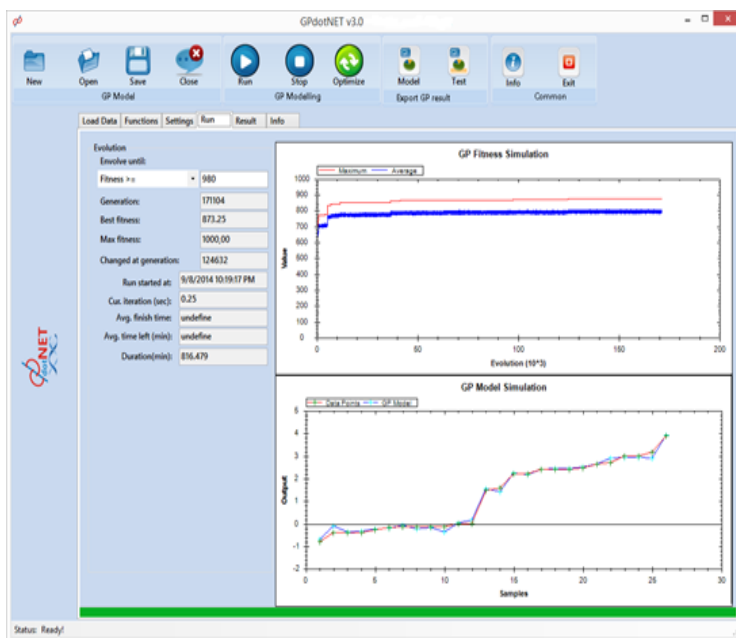 GPdotNET v3.0
New Open Save Close Run Stop Optimize Model Test Info Exit
GP Model GP Modelling Export GP result Common
Load Data Functions Settings Run Result Info
Evolution
Envolve until:
Fitness >= 980
Generation: 171104
Best fitness: 873.25
Max fitness: 1000,00
Changed at generation: 124632
Run started at: 9/8/2014 10:19:17 PM
Cur. iteration (sec): 0.25
Avg. finish time: undefine
Avg. time left (min): undefine
Duration(min): 816.479
GPdotNET
GP Fitness Simulation
Maximum Average
1000
900
800
700
600
500
400
300
200
100
0
Value
0 50 100 150 200
Evolution (10^3)
GP Model Simulation
Data Points GP Model
5
4
3
2
1
0
-1
-2
Output
0 5 10 15 20 25 30
Samples
Status: Ready!